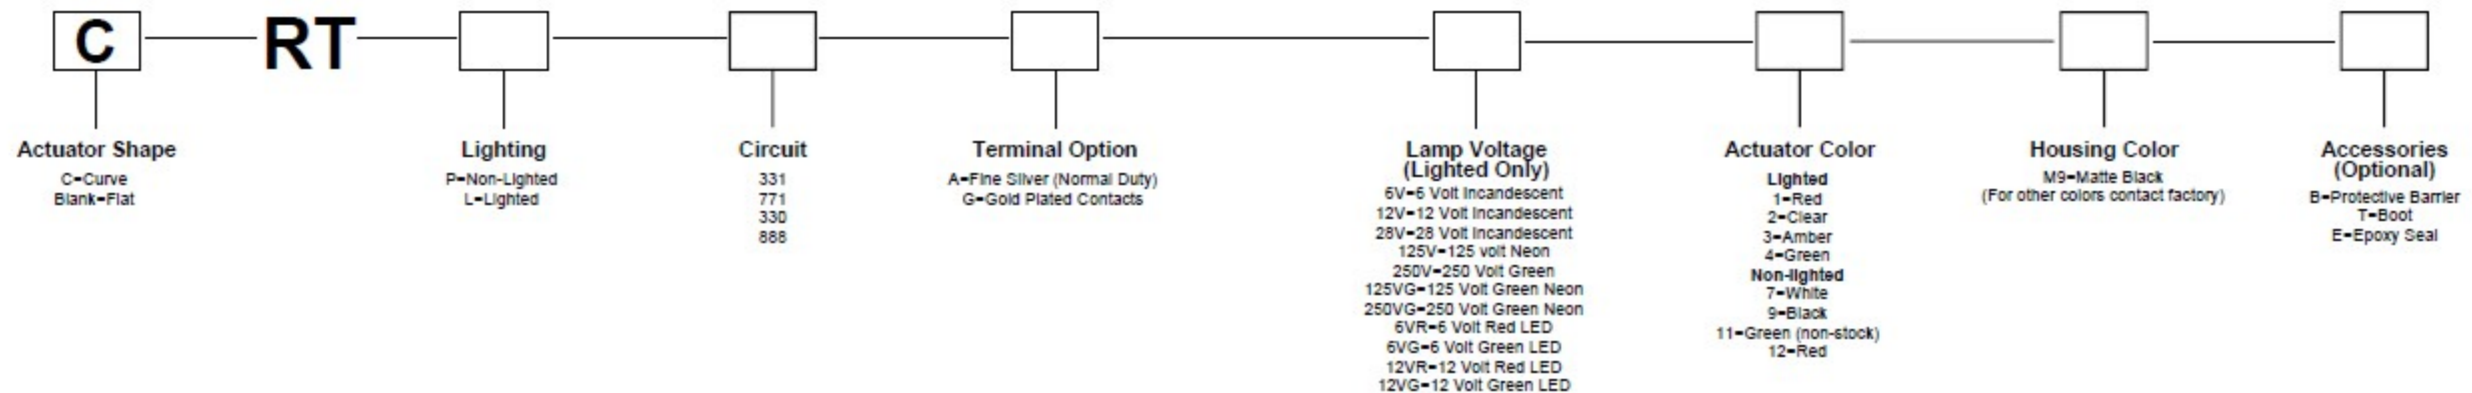 C RT
Actuator Shape
C=Curve
Blank=Flat
Lighting
P=Non-Lighted
L=Lighted
Circuit
331
771
330
888
Terminal Option
A=Fine Silver (Normal Duty)
G=Gold Plated Contacts
Lamp Voltage
(Lighted Only)
6V=6 Volt Incandescent
12V=12 Volt Incandescent
28V=28 Volt Incandescent
125V=125 volt Neon
250V=250 Volt Green
125VG=125 Volt Green Neon
250VG=250 Volt Green Neon
6VR=6 Volt Red LED
6VG=6 Volt Green LED
12VR=12 Volt Red LED
12VG=12 Volt Green LED
Actuator Color
Lighted
1=Red
2=Clear
3=Amber
4=Green
Non-lighted
7=White
9=Black
11=Green (non-stock)
12=Red
Housing Color
M9=Matte Black
(For other colors contact factory)
Accessories
(Optional)
B=Protective Barrier
T=Boot
E=Epoxy Seal